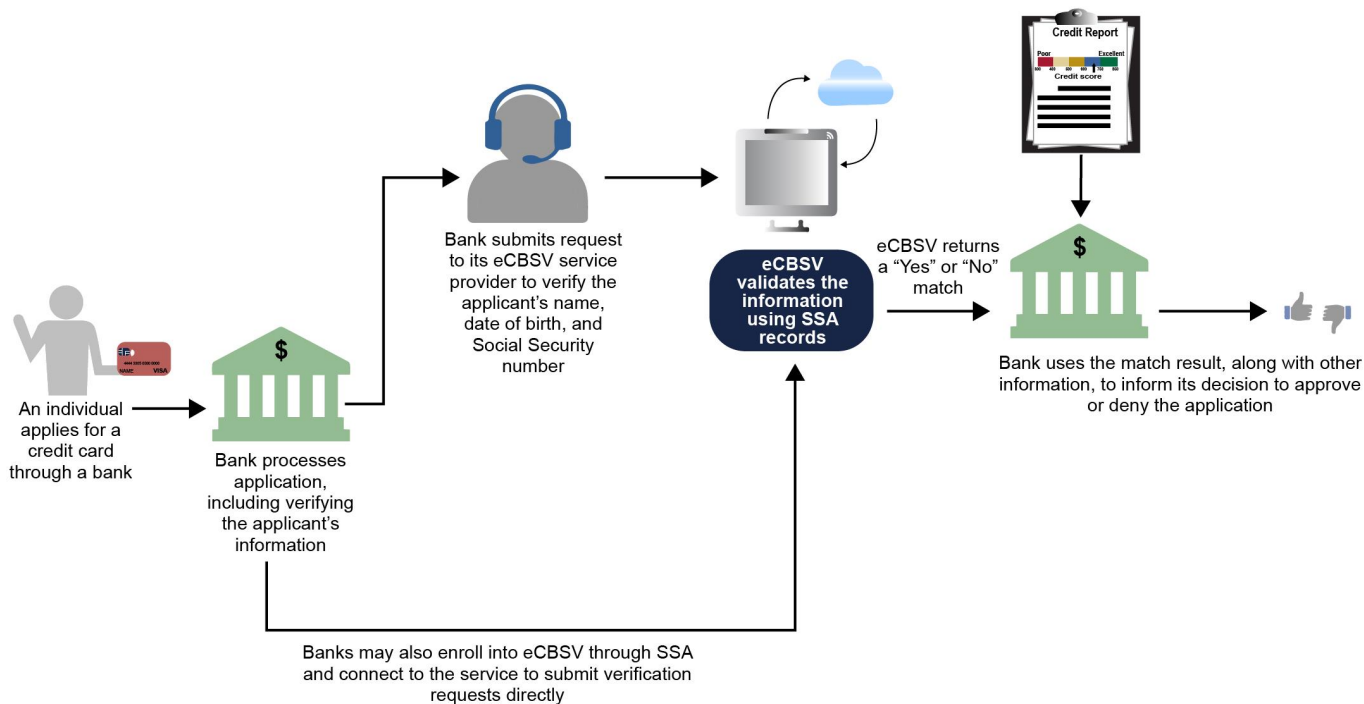 An individual
applies for a
credit card
through a bank
NAME
VISA
$
Bank processes
application,
including verifying
the applicant’s
information
Bank submits request
to its eCBSV service
provider to verify the
applicant’s name,
date of birth, and
Social Security
number
Banks may also enroll into eCBSV through SSA
and connect to the service to submit verification
requests directly
eCBSV
validates the
information
using SSA
records
eCBSV returns
a “Yes” or “No”
match
Credit Report
Poor Excellent
Credit score
$
Bank uses the match result, along with other
information, to inform its decision to approve
or deny the application